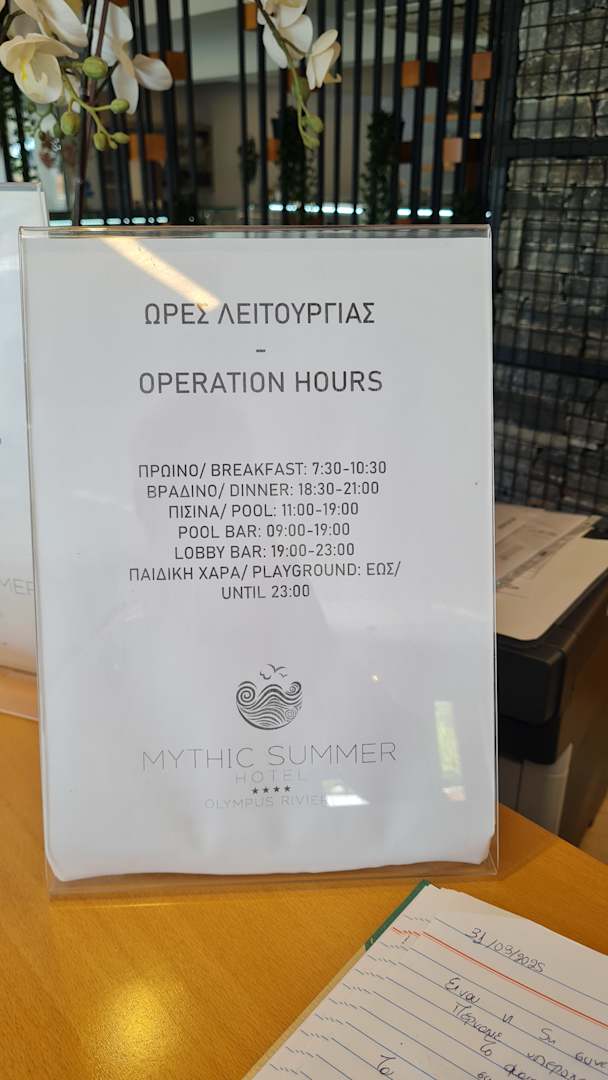 ΩΡΕΣ ΛΕΙΤΟΥΡΓΙΑΣ
-
OPERATION HOURS
ΠΡΩΙΝΟ/ BREAKFAST: 7:30-10:30
ΒΡΑΔΙΝΟ/ DINNER: 18:30-21:00
ΠΙΣΙΝΑ/ POOL: 11:00-19:00
POOL BAR: 09:00-19:00
LOBBY BAR: 19:00-23:00
ΠΑΙΔΙΚΗ ΧΑΡΑ/ PLAYGROUND: ΕΩΣ/
UNTIL 23:00
MYTHIC SUMMER
HOTEL
★★★★
OLYMPUS
31/03/2025
Το